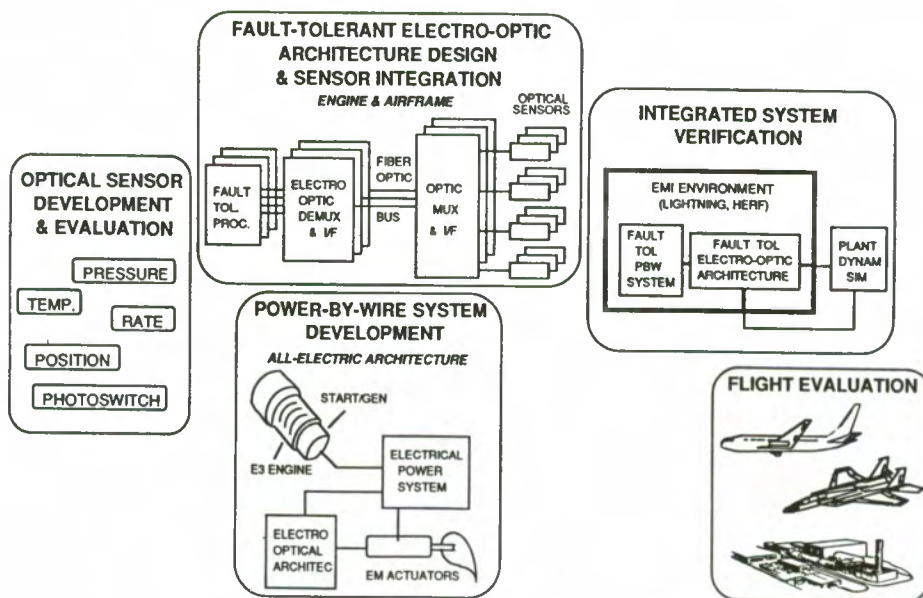 FAULT-TOLERANT ELECTRO-OPTIC
ARCHITECTURE DESIGN
& SENSOR INTEGRATION
ENGINE & AIRFRAME
OPTICAL
SENSORS
FAULT
TOL.
PROC.
ELECTRO
OPTIC
DEMUX
& I/F
FIBER
OPTIC
BUS
OPTIC
MUX
& I/F
OPTICAL SENSOR
DEVELOPMENT
& EVALUATION
PRESSURE
TEMP.
RATE
POSITION
PHOTOSWITCH
INTEGRATED SYSTEM
VERIFICATION
EMI ENVIRONMENT
(LIGHTNING, HERF)
FAULT
TOL
PBW
SYSTEM
FAULT TOL
ELECTRO-OPTIC
ARCHITECTURE
PLANT
DYNAM
SIM
POWER-BY-WIRE SYSTEM
DEVELOPMENT
ALL-ELECTRIC ARCHITECTURE
START/GEN
E3 ENGINE
ELECTRICAL
POWER
SYSTEM
ELECTRO
OPTICAL
ARCHITEC
EM ACTUATORS
FLIGHT EVALUATION